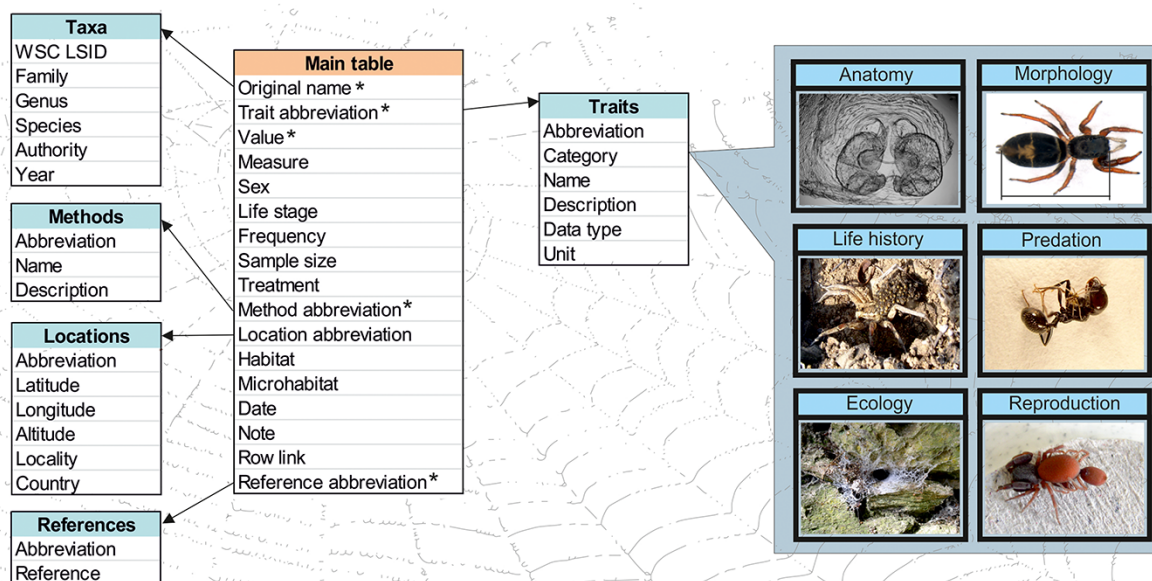 Taxa
WSC LSID
Family
Genus
Species
Authority
Year
Methods
Abbreviation
Name
Description
Locations
Abbreviation
Latitude
Longitude
Altitude
Locality
Country
References
Abbreviation
Reference
Main table
Original name *
Trait abbreviation *
Value *
Measure
Sex
Life stage
Frequency
Sample size
Treatment
Method abbreviation *
Location abbreviation
Habitat
Microhabitat
Date
Note
Row link
Reference abbreviation *
Traits
Abbreviation
Category
Name
Description
Data type
Unit
Anatomy
Morphology
Life history
Predation
Ecology
Reproduction